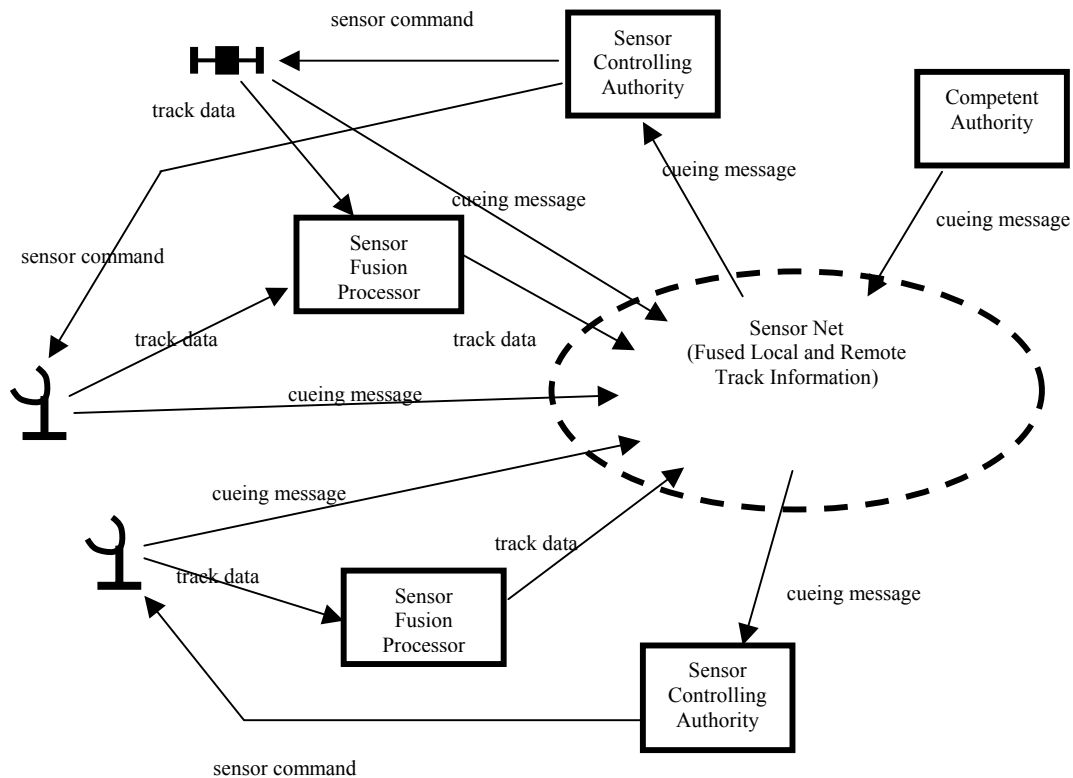 sensor command
Sensor
Controlling
Authority
Competent
Authority
track data
cueing message
cueing message
cueing message
sensor command
Sensor
Fusion
Processor
track data
track data
Sensor Net
(Fused Local and Remote
Track Information)
cueing message
cueing message
track data
track data
Sensor
Fusion
Processor
cueing message
Sensor
Controlling
Authority
sensor command